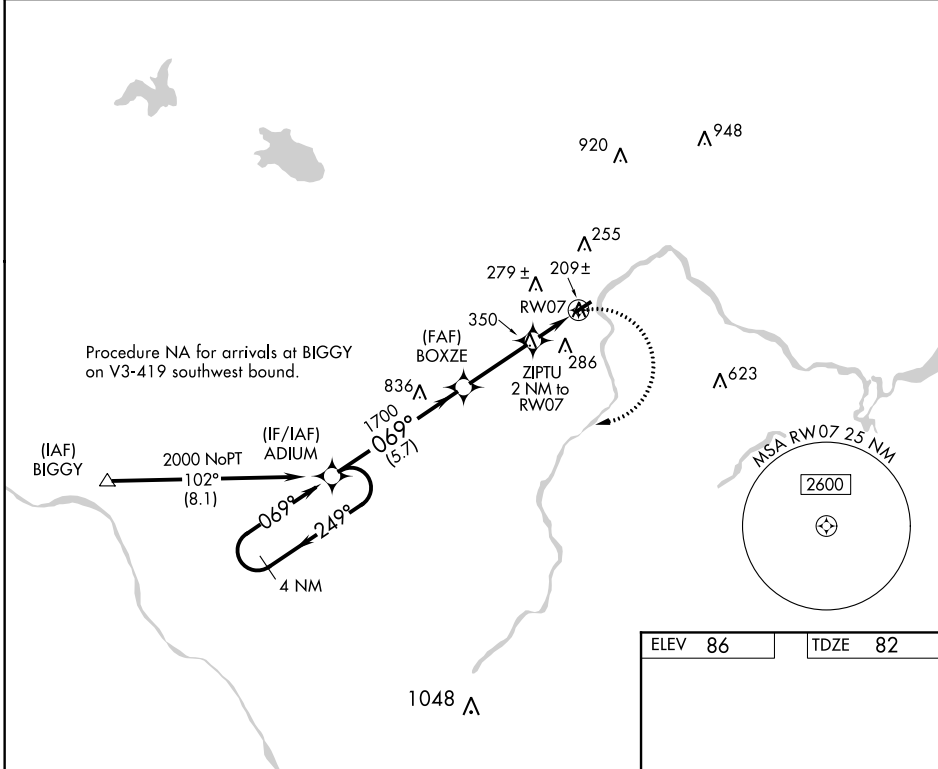 920
948
255
279 ±
209±
RW07
350
(FAF)
BOXZE
286
ZIPTU
2 NM to
RW07
Procedure NA for arrivals at BIGGY
on V3-419 southwest bound.
836
623
1700
069°
(5.7)
(IF/IAF)
ADIUM
(IAF)
BIGGY
2000 NoPT
102°
(8.1)
MSA RW07 25 NM
2600
069°
249°
4 NM
ELEV 86
TDZE 82
1048